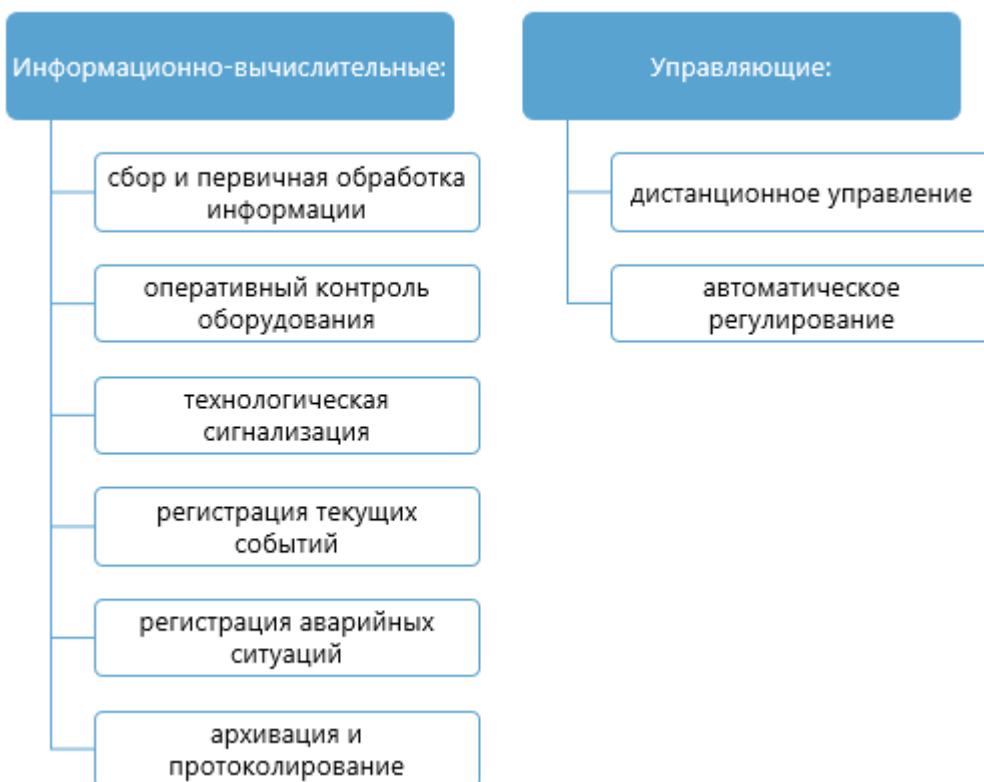 Информационно-вычислительные:
сбор и первичная обработка
информации
оперативный контроль
оборудования
технологическая
сигнализация
регистрация текущих
событий
регистрация аварийных
ситуаций
архивация и
протоколирование
Управляющие:
дистанционное управление
автоматическое
регулирование